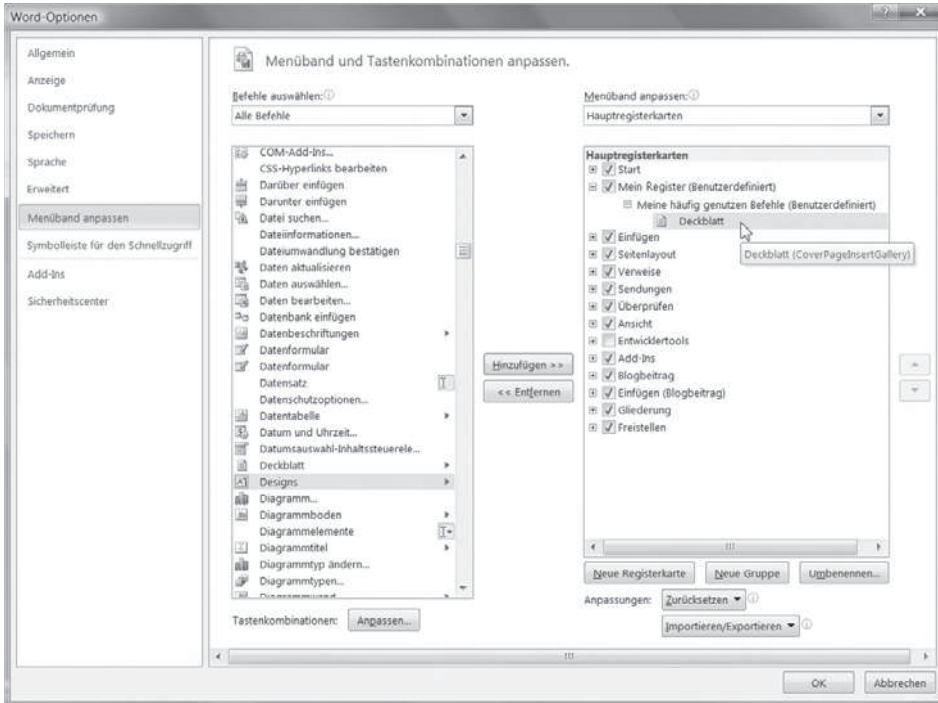 Word-Optionen
Allgemein
Anzeige
Dokumentprüfung
Speichern
Sprache
Erweitert
Menüband anpassen
Symbolleiste für den Schnellzugriff
Add-Ins
Sicherheitscenter
Menüband und Tastenkombinationen anpassen.
Befehle auswählen:
Alle Befehle
COM-Add-Ins...
CSS-Hyperlinks bearbeiten
Darüber einfügen
Darunter einfügen
Datei suchen...
Dateiinformationen...
Dateiumwandlung bestätigen
Daten aktualisieren
Daten auswählen...
Daten bearbeiten...
Datenbank einfügen
Datenbeschriftungen
Datenformular
Datenformular
Datensatz
Datenschutzoptionen...
Datentabelle
Datum und Uhrzeit...
Datumsauswahl-Inhaltssteuerele...
Deckblatt
Designs
Diagramm...
Diagrammboden
Diagrammelemente
Diagrammtitel
Diagrammtyp ändern...
Diagrammtypen...
Diagrammwand
Tastenkombinationen: Anpassen...
Hinzufügen >>
<< Entfernen
Menüband anpassen:
Hauptregisterkarten
Hauptregisterkarten
Start
Mein Register (Benutzerdefiniert)
Meine häufig genutzen Befehle (Benutzerdefiniert)
Deckblatt
Einfügen
Deckblatt (CoverPageInsertGallery)
Seitenlayout
Verweise
Sendungen
Überprüfen
Ansicht
Entwicklertools
Add-Ins
Blogbeitrag
Einfügen (Blogbeitrag)
Gliederung
Freistellen
Neue Registerkarte Neue Gruppe Umbenennen...
Anpassungen: Zurücksetzen
Importieren/Exportieren
OK Abbrechen